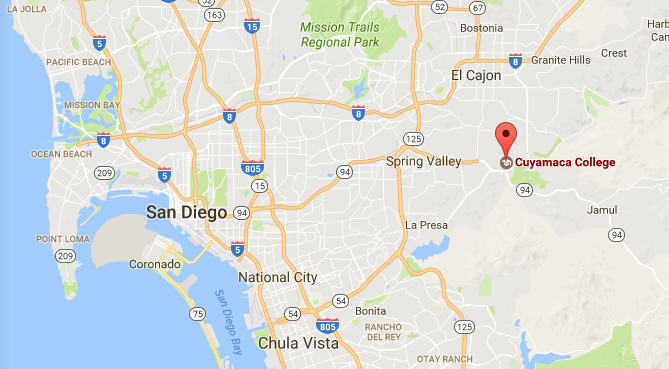 LA JOLLA
52
163
Mission Trails
Regional Park
15
52
67
Bostonia
Crest
5
PACIFIC BEACH
8
Granite Hills
El Cajon
MISSION BAY
8
8
8
125
OCEAN BEACH
209
5
805
15
94
Spring Valley
Cuyamaca College
94
San Diego
94
Jamul
La Presa
94
POINT LOMA
209
5
Coronado
National City
San Diego Bay
75
54
54
805
Bonita
RANCHO
DEL REY
125
Chula Vista
OTAY RANCH